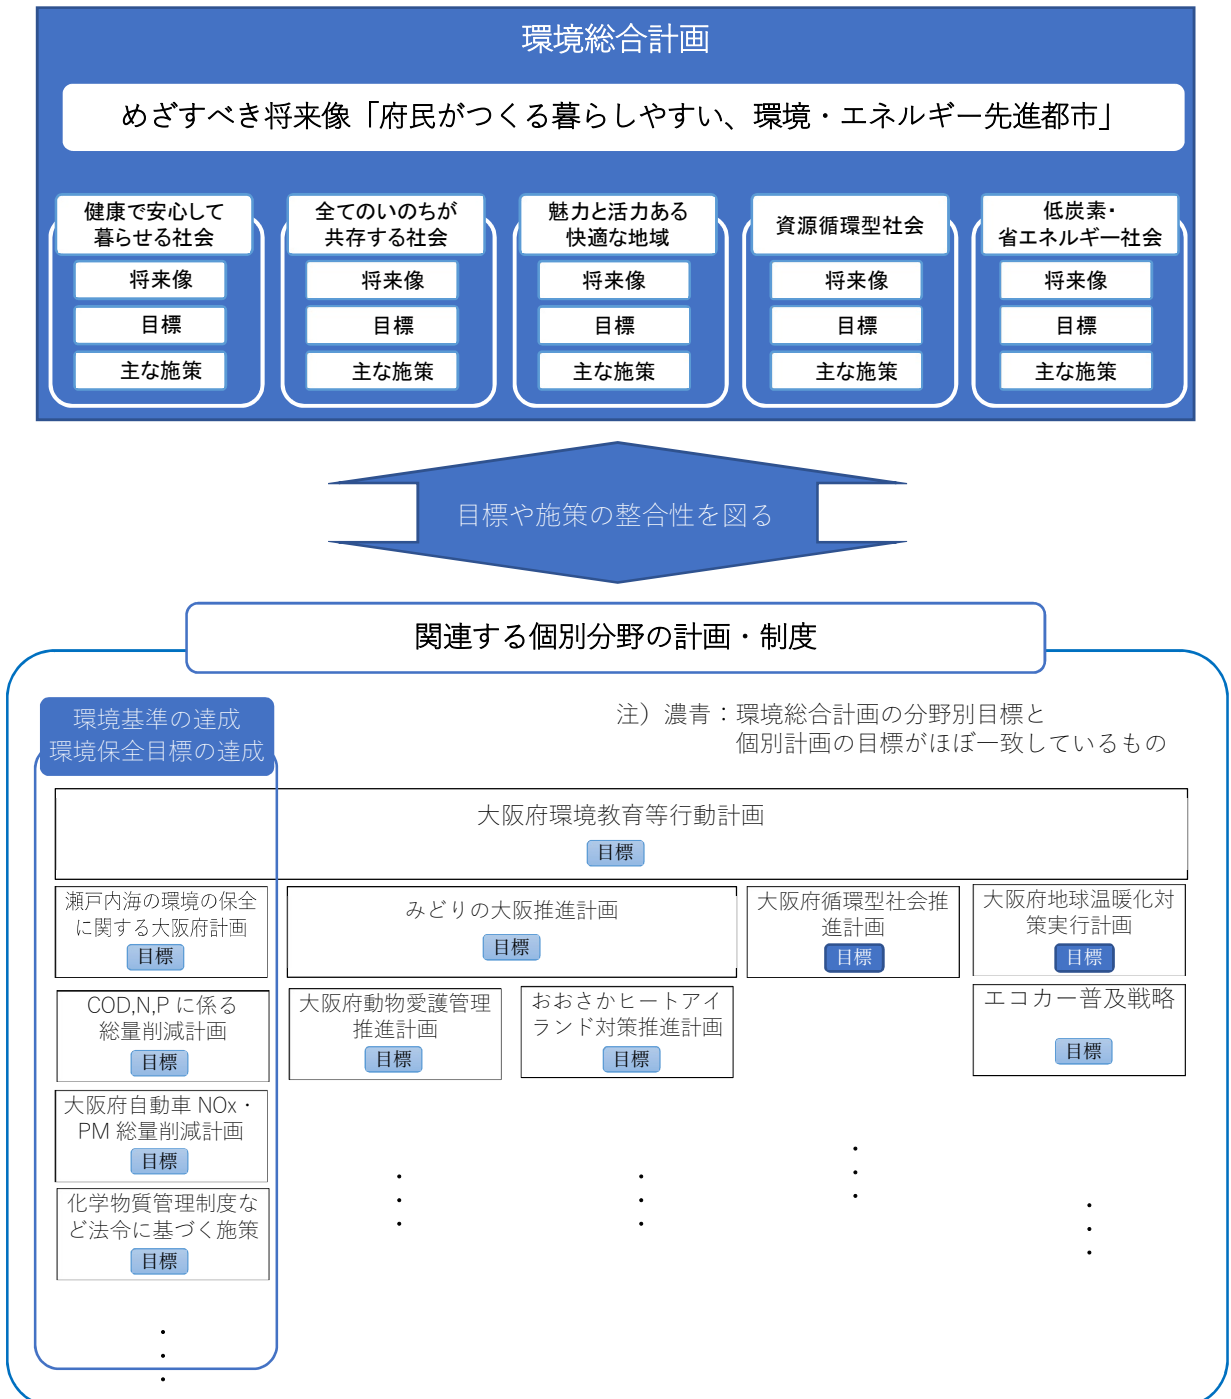 環境総合計画
めざすべき将来像「府民がつくる暮らしやすい、環境・エネルギー先進都市」
健康で安心して
暮らせる社会
将来像
目標
主な施策
全てのいのちが
共存する社会
将来像
目標
主な施策
魅力と活力ある
快適な地域
将来像
目標
主な施策
資源循環型社会
将来像
目標
主な施策
低炭素・
省エネルギー社会
将来像
目標
主な施策
目標や施策の整合性を図る
関連する個別分野の計画・制度
環境基準の達成
環境保全目標の達成
注）濃青：環境総合計画の分野別目標と
個別計画の目標がほぼ一致しているもの
大阪府環境教育等行動計画
目標
瀬戸内海の環境の保全
に関する大阪府計画
目標
みどりの大阪推進計画
目標
大阪府循環型社会推
進計画
目標
大阪府地球温暖化対
策実行計画
目標
COD,N,P に係る
総量削減計画
目標
大阪府動物愛護管理
推進計画
目標
おおさかヒートアイ
ランド対策推進計画
目標
エコカー普及戦略
目標
大阪府自動車 NOx・
PM 総量削減計画
目標
化学物質管理制度な
ど法令に基づく施策
目標